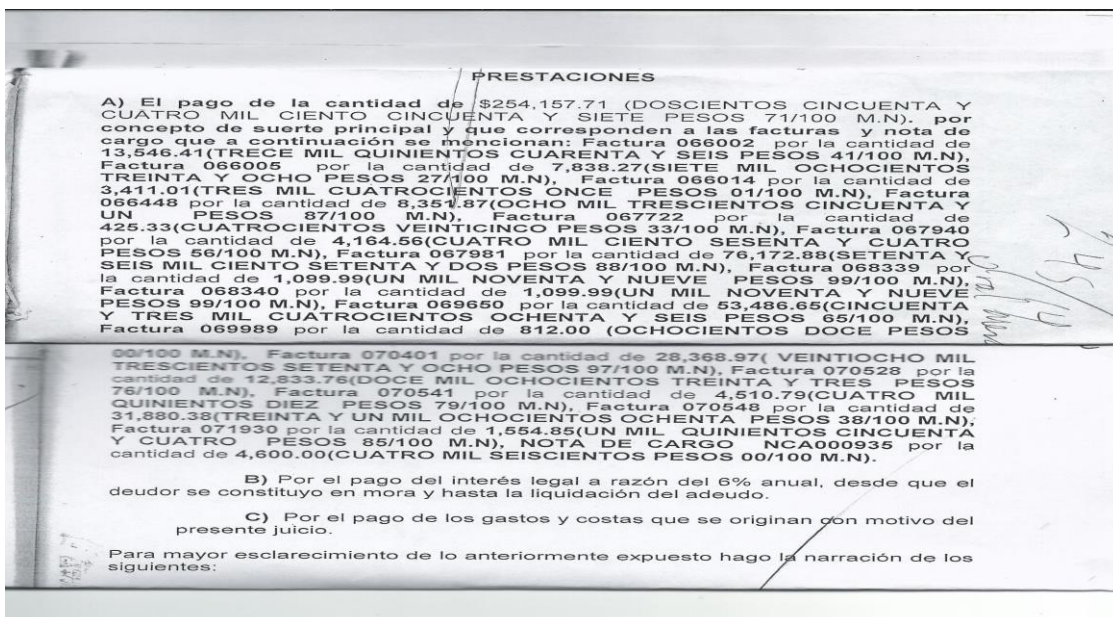 PRESTACIONES
A) El pago de la cantidad de $254,157.71 (DOSCIENTOS CINCUENTA Y
CUATRO MIL CIENTO CINCUENTA Y SIETE PESOS 71/100 M.N). por
concepto de suerte principal y que corresponden a las facturas y nota de
cargo que a continuación se mencionan: Factura 066002 por la cantidad de
13,546.41(TRECE MIL QUINIENTOS CUARENTA Y SEIS PESOS 41/100 M.N),
Factura 066005 por la cantidad de 7,838.27(SIETE MIL OCHOCIENTOS
TREINTA Y OCHO PESOS 27/100 M.N), Factura 066014 por la cantidad de
3,411.01(TRES MIL CUATROCIENTOS ONCE PESOS 01/100 M.N), Factura
066448 por la cantidad de 8,351.87(OCHO MIL TRESCIENTOS CINCUENTA Y
UN PESOS 87/100 M.N), Factura 067722 por la cantidad de
425.33(CUATROCIENTOS VEINTICINCO PESOS 33/100 M.N), Factura 067940
por la cantidad de 4,164.56(CUATRO MIL CIENTO SESENTA Y CUATRO
PESOS 56/100 M.N), Factura 067981 por la cantidad de 76,172.88(SETENTA Y
SEIS MIL CIENTO SETENTA Y DOS PESOS 88/100 M.N), Factura 068339 por
la cantidad de 1,099.99(UN MIL NOVENTA Y NUEVE PESOS 99/100 M.N),
Factura 068340 por la cantidad de 1,099.99(UN MIL NOVENTA Y NUEVE
PESOS 99/100 M.N), Factura 069650 por la cantidad de 53,486.65(CINCUENTA
Y TRES MIL CUATROCIENTOS OCHENTA Y SEIS PESOS 65/100 M.N),
Factura 069989 por la cantidad de 812.00 (OCHOCIENTOS DOCE PESOS
00/100 M.N), Factura 070401 por la cantidad de 28,368.97( VEINTIOCHO MIL
TRESCIENTOS SETENTA Y OCHO PESOS 97/100 M.N), Factura 070528 por la
cantidad de 12,833.76(DOCE MIL OCHOCIENTOS TREINTA Y TRES PESOS
76/100 M.N), Factura 070541 por la cantidad de 4,510.79(CUATRO MIL
QUINIENTOS DIEZ PESOS 79/100 M.N), Factura 070548 por la cantidad de
31,880.38(TREINTA Y UN MIL OCHOCIENTOS OCHENTA PESOS 38/100 M.N),
Factura 071930 por la cantidad de 1,554.85(UN MIL QUINIENTOS CINCUENTA
Y CUATRO PESOS 85/100 M.N), NOTA DE CARGO NCA000935 por la
cantidad de 4,600.00(CUATRO MIL SEISCIENTOS PESOS 00/100 M.N).
B) Por el pago del interés legal a razón del 6% anual, desde que el
deudor se constituyo en mora y hasta la liquidación del adeudo.
C) Por el pago de los gastos y costas que se originan con motivo del
presente juicio.
Para mayor esclarecimiento de lo anteriormente expuesto hago la narración de los
siguientes: